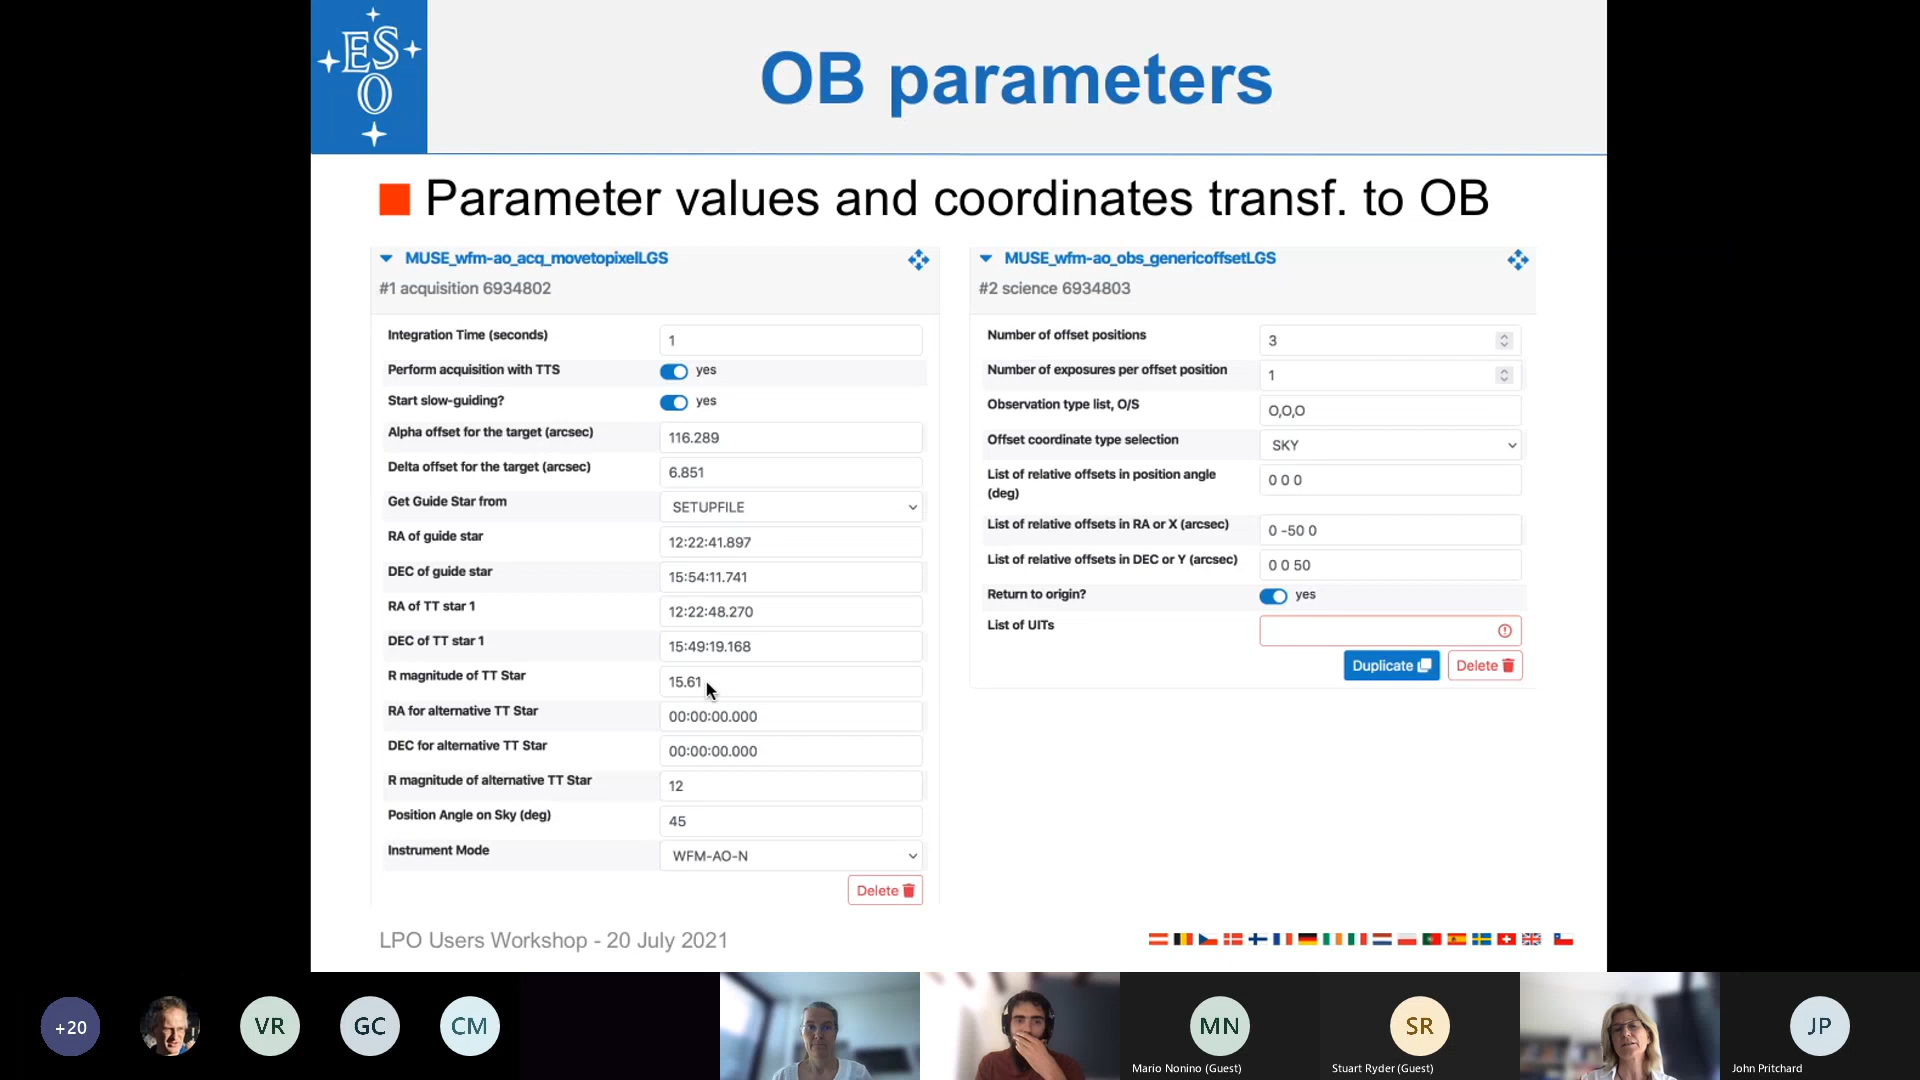 ESO
OB parameters
Parameter values and coordinates transf. to OB
MUSE_wfm-ao_acq_movetopixelLGS
#1 acquisition 6934802
Integration Time (seconds) 1
Perform acquisition with TTS yes
Start slow-guiding? yes
Alpha offset for the target (arcsec) 116.289
Delta offset for the target (arcsec) 6.851
Get Guide Star from SETUPFILE
RA of guide star 12:22:41.897
DEC of guide star 15:54:11.741
RA of TT star 1 12:22:48.270
DEC of TT star 1 15:49:19.168
R magnitude of TT Star 15.61
RA for alternative TT Star 00:00:00.000
DEC for alternative TT Star 00:00:00.000
R magnitude of alternative TT Star 12
Position Angle on Sky (deg) 45
Instrument Mode WFM-AO-N
Delete
MUSE_wfm-ao_obs_genericoffsetLGS
#2 science 6934803
Number of offset positions 3
Number of exposures per offset position 1
Observation type list, O/S O,O,O
Offset coordinate type selection SKY
List of relative offsets in position angle
(deg) 0 0 0
List of relative offsets in RA or X (arcsec) 0 -50 0
List of relative offsets in DEC or Y (arcsec) 0 0 50
Return to origin? yes
List of UITs
Duplicate Delete
LPO Users Workshop - 20 July 2021
+20 VR GC CM MN SR JP
Mario Nonino (Guest) Stuart Ryder (Guest) John Pritchard